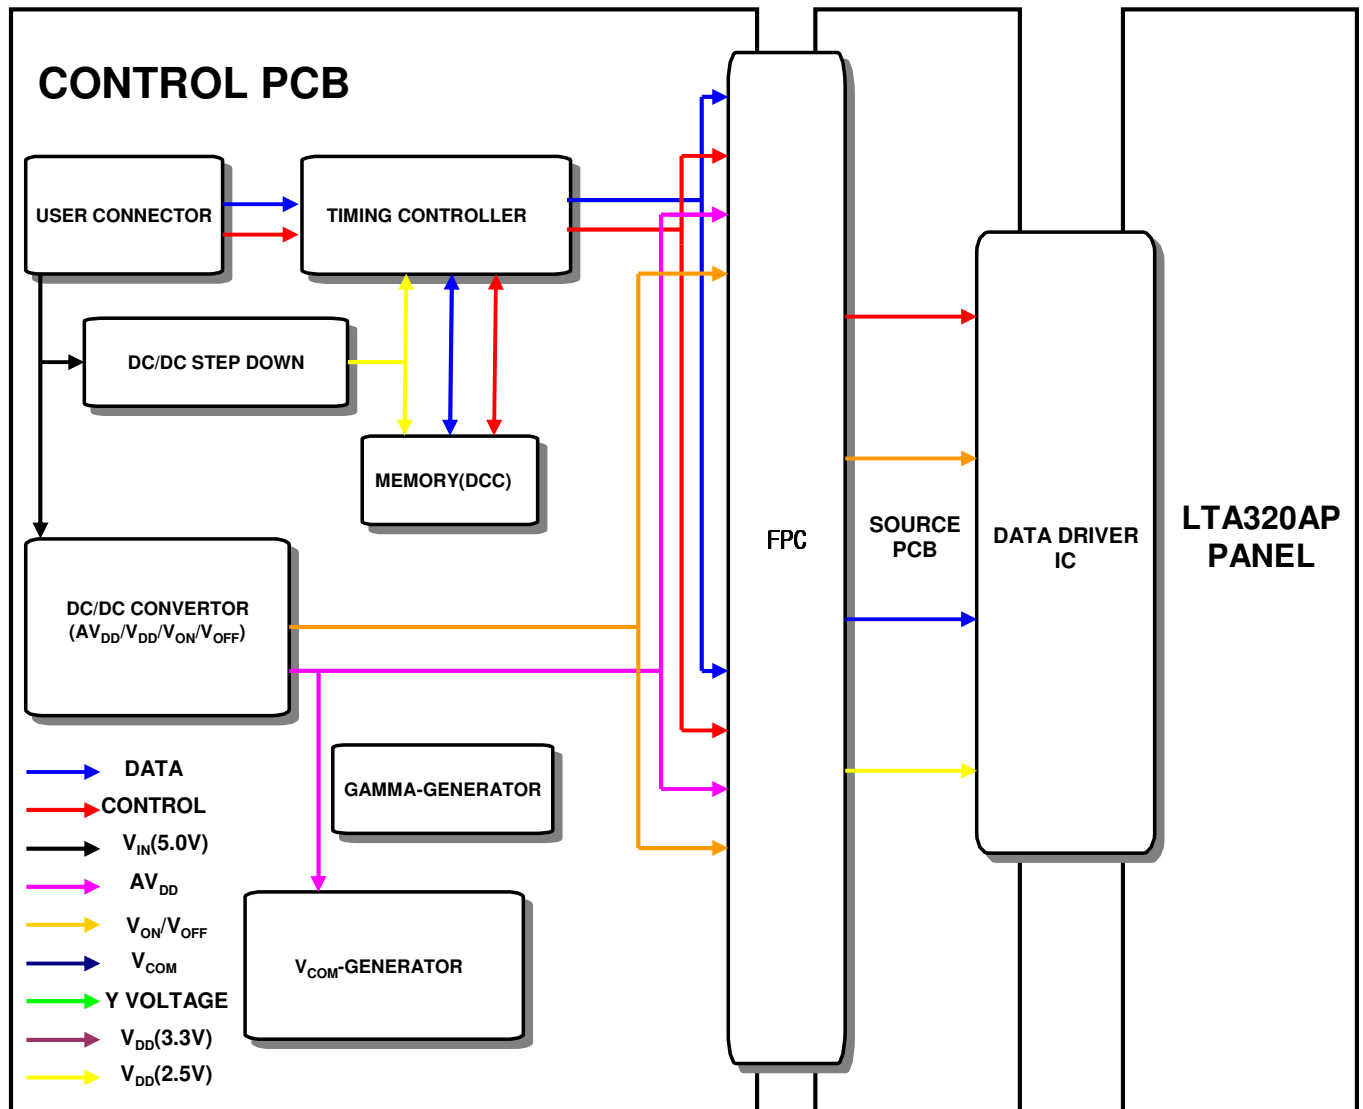 CONTROL PCB
USER CONNECTOR
TIMING CONTROLLER
DC/DC STEP DOWN
MEMORY(DCC)
DC/DC CONVERTOR
(AVDD/VDD/VON/VOFF)
GAMMA-GENERATOR
VCOM-GENERATOR
DATA
CONTROL
VIN(5.0V)
AVDD
VON/VOFF
VCOM
Y VOLTAGE
VDD(3.3V)
VDD(2.5V)
FPC
SOURCE
PCB
DATA DRIVER
IC
LTA320AP
PANEL